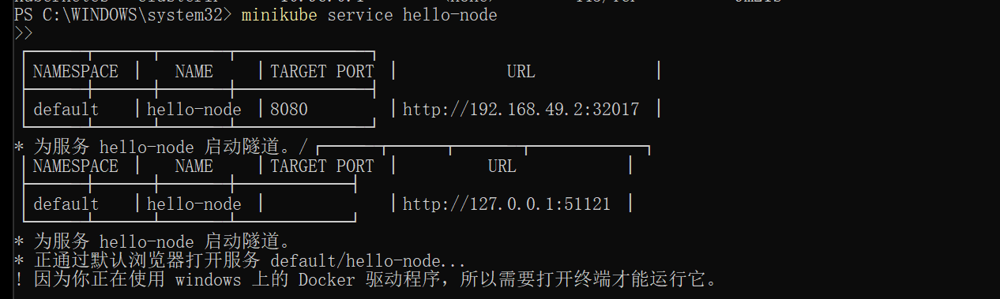 PS C:\WINDOWS\system32> minikube service hello-node
>>
| NAMESPACE | NAME | TARGET PORT | URL |
| default | hello-node | 8080 | http://192.168.49.2:32017 |
* 为服务 hello-node 启动隧道。/
| NAMESPACE | NAME | TARGET PORT | URL |
| default | hello-node | | http://127.0.0.1:51121 |
* 为服务 hello-node 启动隧道。
* 正通过默认浏览器打开服务 default/hello-node...
! 因为你正在使用 windows 上的 Docker 驱动程序，所以需要打开终端才能运行它。